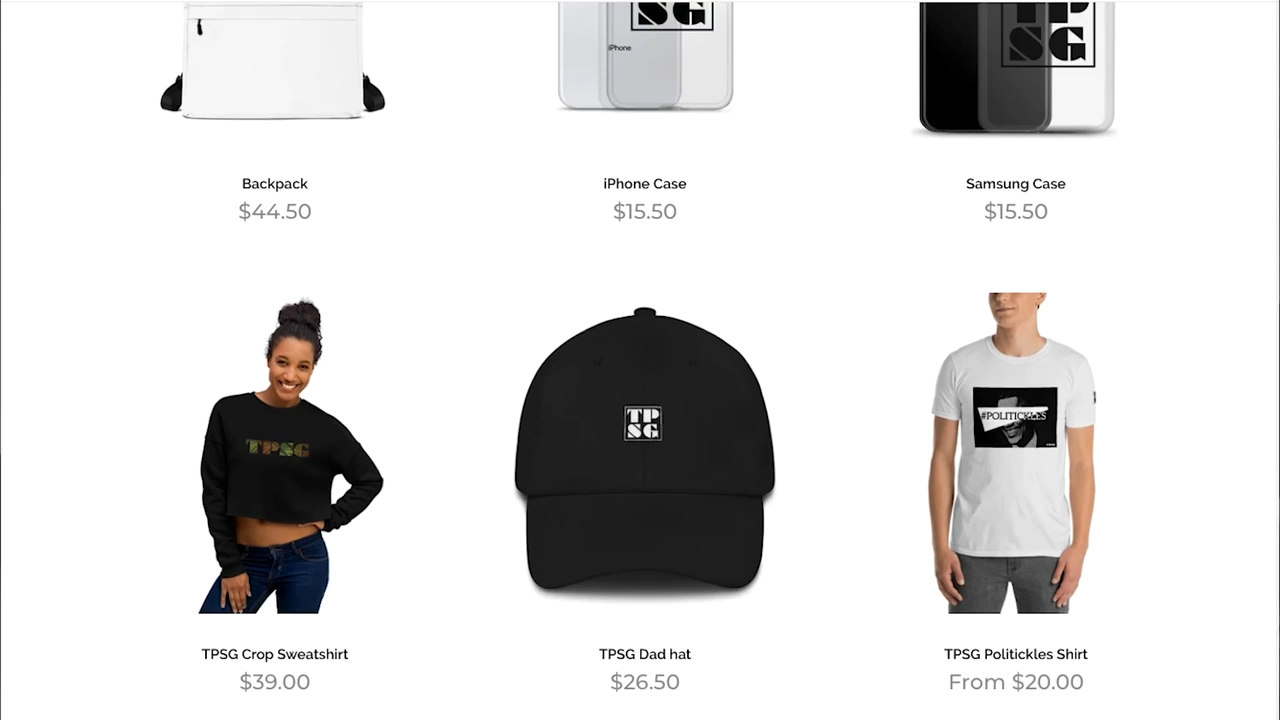 SG
iPhone
TP
SG
Backpack
iPhone Case
Samsung Case
$44.50
$15.50
$15.50
TPSG
TP
SG
#POLITICKLES
TPSG Crop Sweatshirt
TPSG Dad hat
TPSG Politickles Shirt
$39.00
$26.50
From $20.00